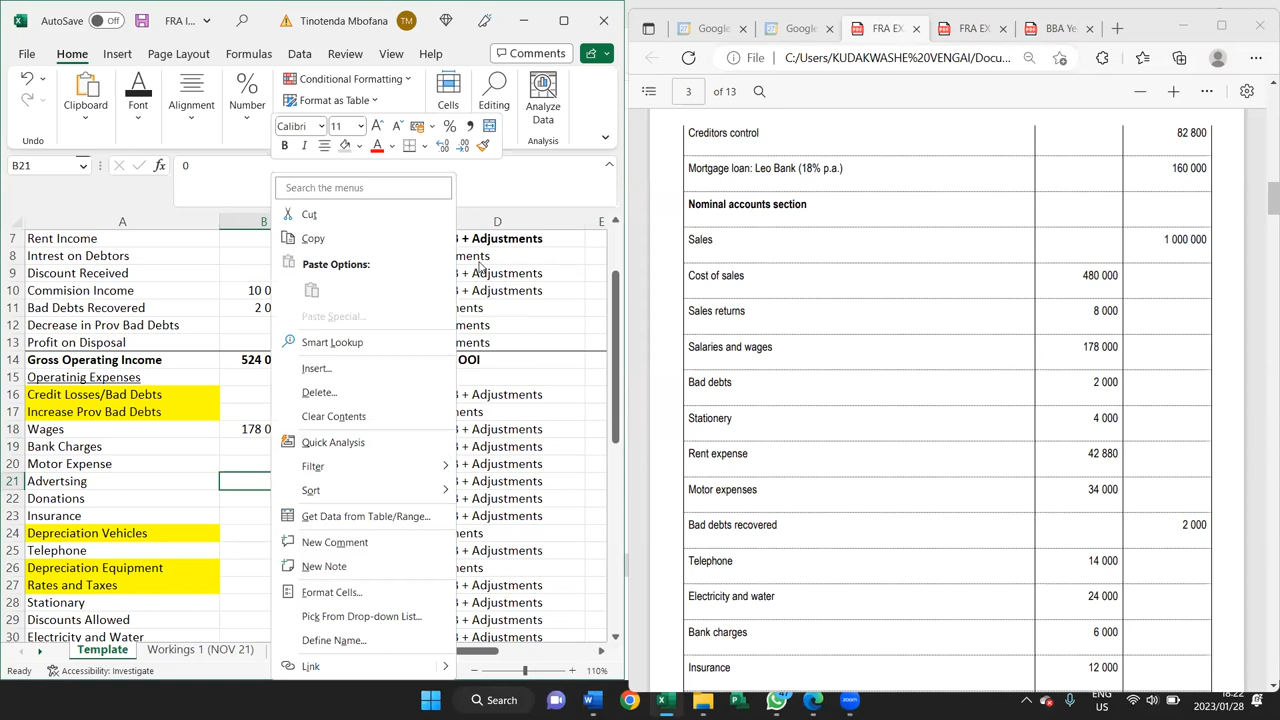 AutoSave Off FRA I... Tinotenda Mbofana TM
File Home Insert Page Layout Formulas Data Review View Help Comments
Clipboard Font Alignment Number Conditional Formatting Format as Table Cells Editing Analyze Data
Undo Analysis
Calibri 11
B I A
B21 fx 0
A B D E
7 Rent Income B + Adjustments
8 Intrest on Debtors ments
9 Discount Received B + Adjustments
10 Commision Income 10 0 B + Adjustments
11 Bad Debts Recovered 2 0 ments
12 Decrease in Prov Bad Debts ments
13 Profit on Disposal ments
14 Gross Operating Income 524 0 OOI
15 Operatinig Expenses
16 Credit Losses/Bad Debts B + Adjustments
17 Increase Prov Bad Debts ments
18 Wages 178 0 B + Adjustments
19 Bank Charges B + Adjustments
20 Motor Expense B + Adjustments
21 Advertsing B + Adjustments
22 Donations B + Adjustments
23 Insurance B + Adjustments
24 Depreciation Vehicles ments
25 Telephone B + Adjustments
26 Depreciation Equipment ments
27 Rates and Taxes B + Adjustments
28 Stationary B + Adjustments
29 Discounts Allowed B + Adjustments
30 Electricity and Water B + Adjustments
Search the menus
Cut
Copy
Paste Options:
Paste Special...
Smart Lookup
Insert...
Delete...
Clear Contents
Quick Analysis
Filter
Sort
Get Data from Table/Range...
New Comment
New Note
Format Cells...
Pick From Drop-down List...
Define Name...
Link
Template Workings 1 (NOV 21)
Ready Accessibility: Investigate 110%
Google Google FRA EX FRA EX BBA Ye
File C:/Users/KUDAKWASHE%20VENGAI/Docu...
3 of 13
Creditors control 82 800
Mortgage loan: Leo Bank (18% p.a.) 160 000
Nominal accounts section
Sales 1 000 000
Cost of sales 480 000
Sales returns 8 000
Salaries and wages 178 000
Bad debts 2 000
Stationery 4 000
Rent expense 42 880
Motor expenses 34 000
Bad debts recovered 2 000
Telephone 14 000
Electricity and water 24 000
Bank charges 6 000
Insurance 12 000
Search
ENG
US
18:22
2023/01/28